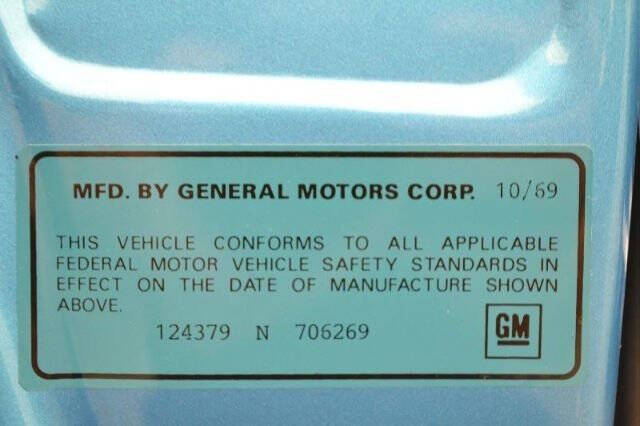 MFD. BY GENERAL MOTORS CORP. 10/69
THIS VEHICLE CONFORMS TO ALL APPLICABLE
FEDERAL MOTOR VEHICLE SAFETY STANDARDS IN
EFFECT ON THE DATE OF MANUFACTURE SHOWN
ABOVE.
124379 N 706269
GM